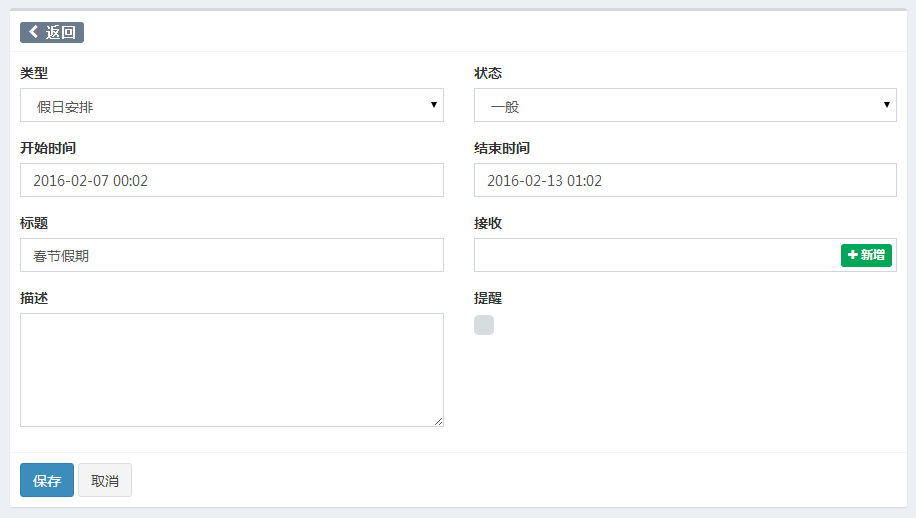 返回
类型
状态
假日安排
一般
开始时间
结束时间
2016-02-07 00:02
2016-02-13 01:02
标题
接收
春节假期
新增
描述
提醒
保存
取消